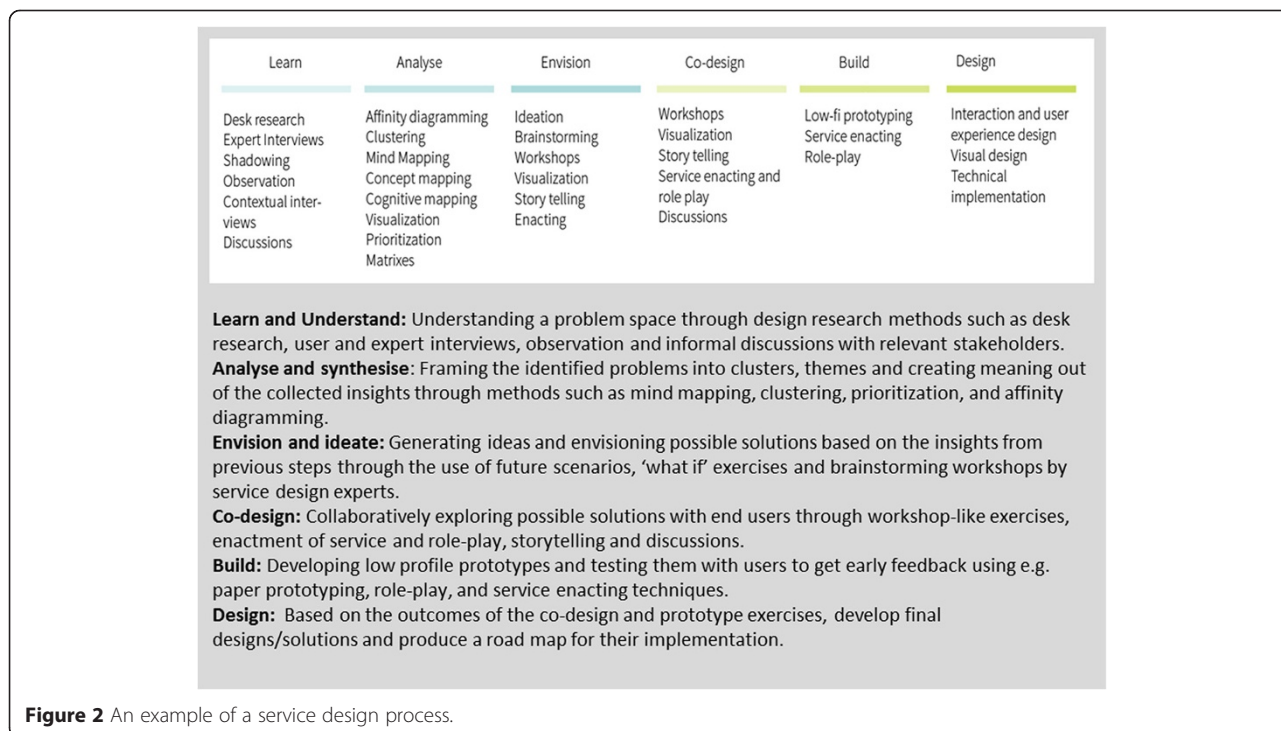 Learn
Analyse
Envision
Co-design
Build
Design
Desk research
Expert Interviews
Shadowing
Observation
Contextual inter-
views
Discussions
Affinity diagramming
Clustering
Mind Mapping
Concept mapping
Cognitive mapping
Visualization
Prioritization
Matrixes
Ideation
Brainstorming
Workshops
Visualization
Story telling
Enacting
Workshops
Visualization
Story telling
Service enacting and
role play
Discussions
Low-fi prototyping
Service enacting
Role-play
Interaction and user
experience design
Visual design
Technical
implementation
Learn and Understand: Understanding a problem space through design research methods such as desk
research, user and expert interviews, observation and informal discussions with relevant stakeholders.
Analyse and synthesise: Framing the identified problems into clusters, themes and creating meaning out
of the collected insights through methods such as mind mapping, clustering, prioritization, and affinity
diagramming.
Envision and ideate: Generating ideas and envisioning possible solutions based on the insights from
previous steps through the use of future scenarios, ‘what if’ exercises and brainstorming workshops by
service design experts.
Co-design: Collaboratively exploring possible solutions with end users through workshop-like exercises,
enactment of service and role-play, storytelling and discussions.
Build: Developing low profile prototypes and testing them with users to get early feedback using e.g.
paper prototyping, role-play, and service enacting techniques.
Design: Based on the outcomes of the co-design and prototype exercises, develop final
designs/solutions and produce a road map for their implementation.
Figure 2 An example of a service design process.